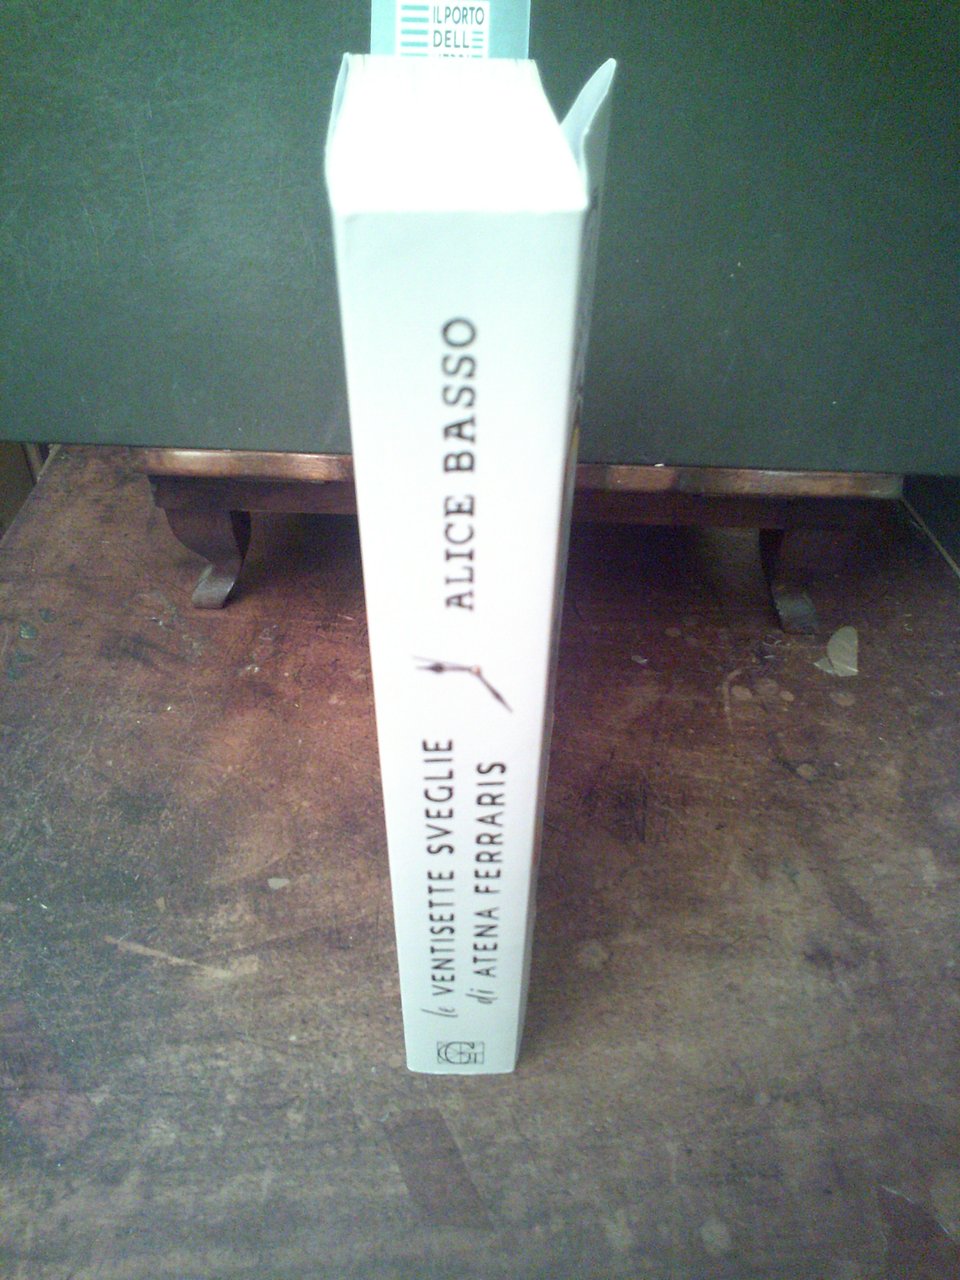 IL PORTO
DELL
ALICE BASSO
le VENTISETTE SVEGLIE
di ATENA FERRARIS